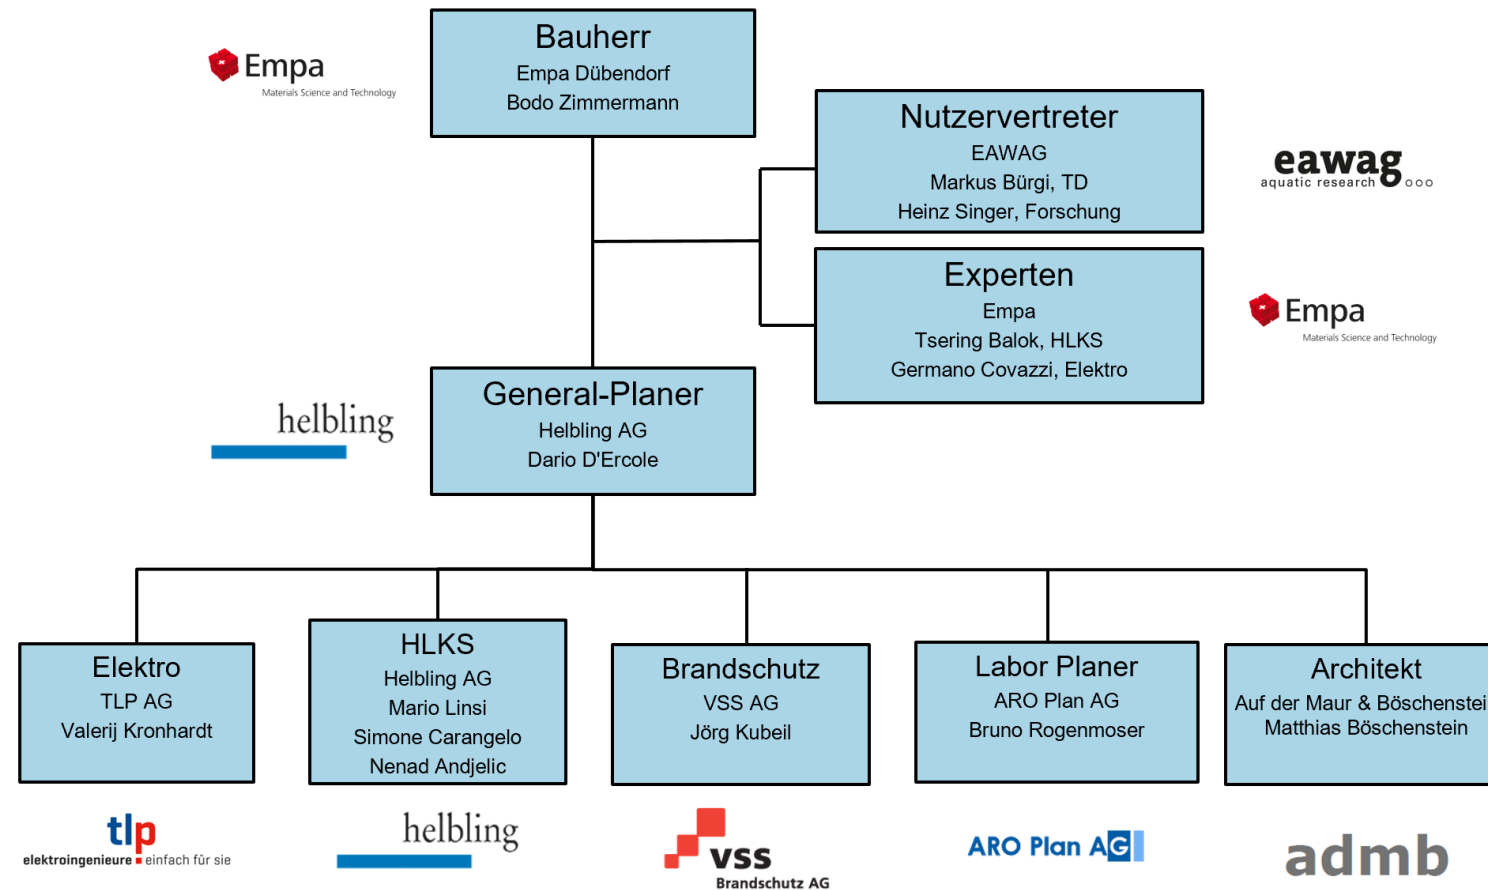 Bauherr
Empa Dübendorf
Bodo Zimmermann
Empa
Materials Science and Technology
Nutzervertreter
EAWAG
Markus Bürgi, TD
Heinz Singer, Forschung
eawag
aquatic research
Experten
Empa
Tsering Balok, HLKS
Germano Covazzi, Elektro
Empa
Materials Science and Technology
General-Planer
Helbling AG
Dario D'Ercole
helbling
Elektro
TLP AG
Valerij Kronhardt
HLKS
Helbling AG
Mario Linsi
Simone Carangelo
Nenad Andjelic
Brandschutz
VSS AG
Jörg Kubeil
Labor Planer
ARO Plan AG
Bruno Rogenmoser
Architekt
Auf der Maur & Böschenstei
Matthias Böschenstein
tlp
elektroingenieure einfach für sie
helbling
vss
Brandschutz AG
ARO Plan AG
admb